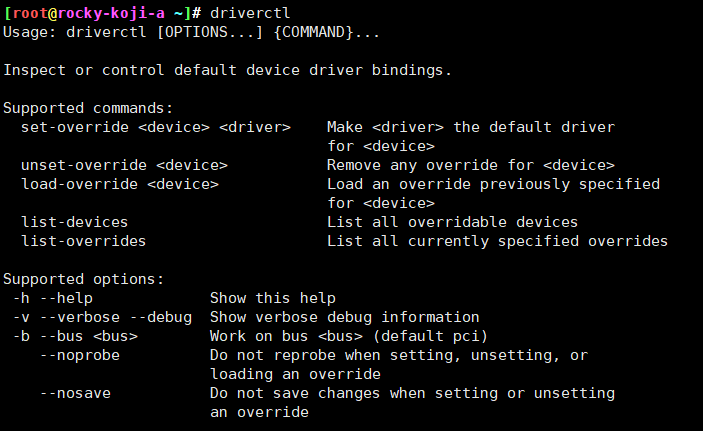 [root@rocky-koji-a ~]# driverctl
Usage: driverctl [OPTIONS...] {COMMAND}...

Inspect or control default device driver bindings.

Supported commands:
  set-override <device> <driver>    Make <driver> the default driver
                                    for <device>
  unset-override <device>           Remove any override for <device>
  load-override <device>            Load an override previously specified
                                    for <device>
  list-devices                      List all overridable devices
  list-overrides                    List all currently specified overrides

Supported options:
 -h --help             Show this help
 -v --verbose --debug  Show verbose debug information
 -b --bus <bus>        Work on bus <bus> (default pci)
    --noprobe          Do not reprobe when setting, unsetting, or
                       loading an override
    --nosave           Do not save changes when setting or unsetting
                       an override